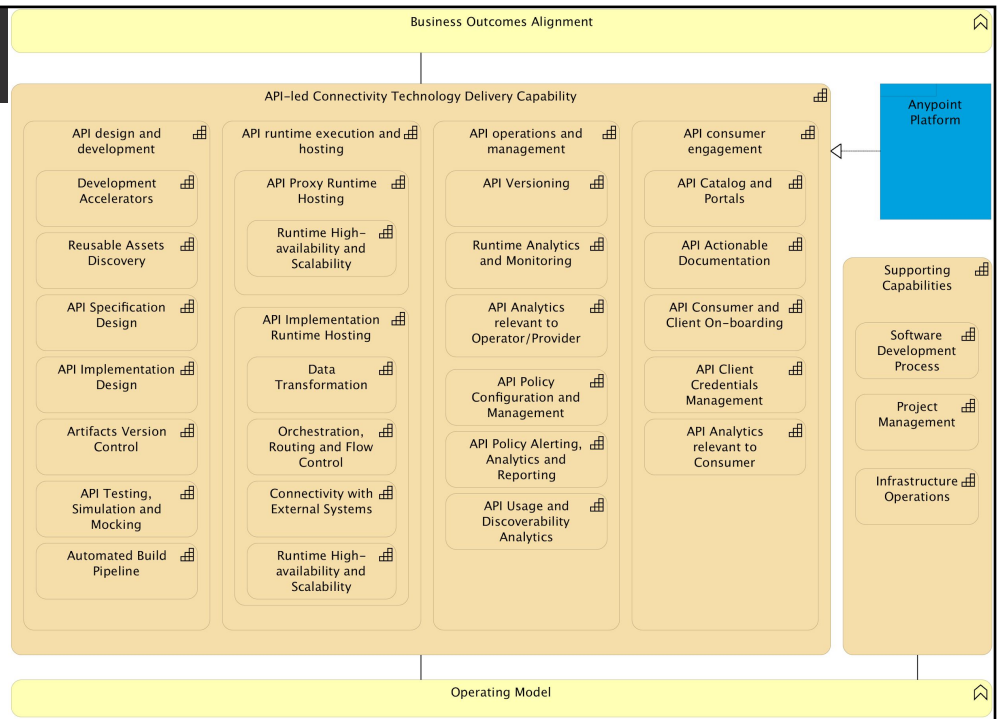 Business Outcomes Alignment
API-led Connectivity Technology Delivery Capability
API design and
development
Development
Accelerators
Reusable Assets
Discovery
API Specification
Design
API Implementation
Design
Artifacts Version
Control
API Testing,
Simulation and
Mocking
Automated Build
Pipeline
API runtime execution and
hosting
API Proxy Runtime
Hosting
Runtime High-
availability and
Scalability
API Implementation
Runtime Hosting
Data
Transformation
Orchestration,
Routing and Flow
Control
Connectivity with
External Systems
Runtime High-
availability and
Scalability
API operations and
management
API Versioning
Runtime Analytics
and Monitoring
API Analytics
relevant to
Operator/Provider
API Policy
Configuration and
Management
API Policy Alerting,
Analytics and
Reporting
API Usage and
Discoverability
Analytics
API consumer
engagement
API Catalog and
Portals
API Actionable
Documentation
API Consumer and
Client On-boarding
API Client
Credentials
Management
API Analytics
relevant to
Consumer
Anypoint
Platform
Supporting
Capabilities
Software
Development
Process
Project
Management
Infrastructure
Operations
Operating Model